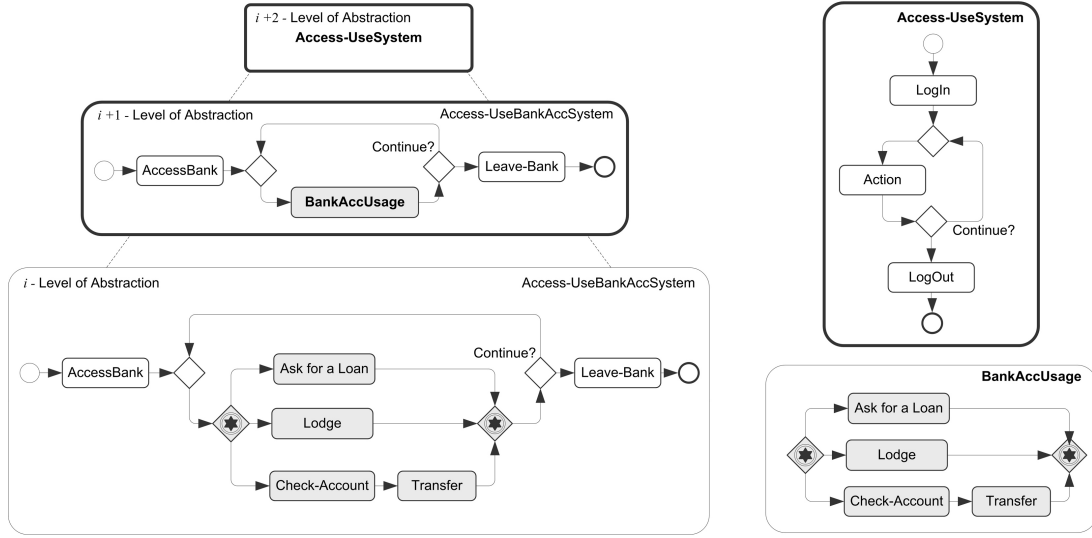 i +2 - Level of Abstraction
Access-UseSystem
i +1 - Level of Abstraction
Access-UseBankAccSystem
Continue?
AccessBank
Leave-Bank
BankAccUsage
i - Level of Abstraction
Access-UseBankAccSystem
Continue?
Ask for a Loan
AccessBank
Leave-Bank
Lodge
Check-Account
Transfer
Access-UseSystem
LogIn
Action
Continue?
LogOut
BankAccUsage
Ask for a Loan
Lodge
Check-Account
Transfer